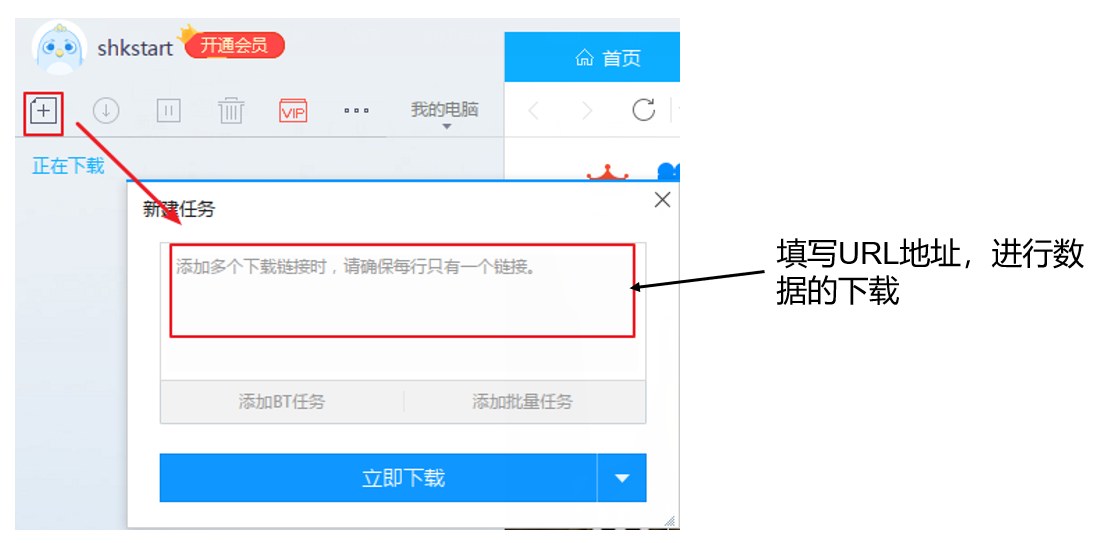 shkstart
开通会员
首页
VIP
我的电脑
正在下载
新建任务
添加多个下载链接时，请确保每行只有一个链接。
填写URL地址，进行数
据的下载
添加BT任务
添加批量任务
立即下载